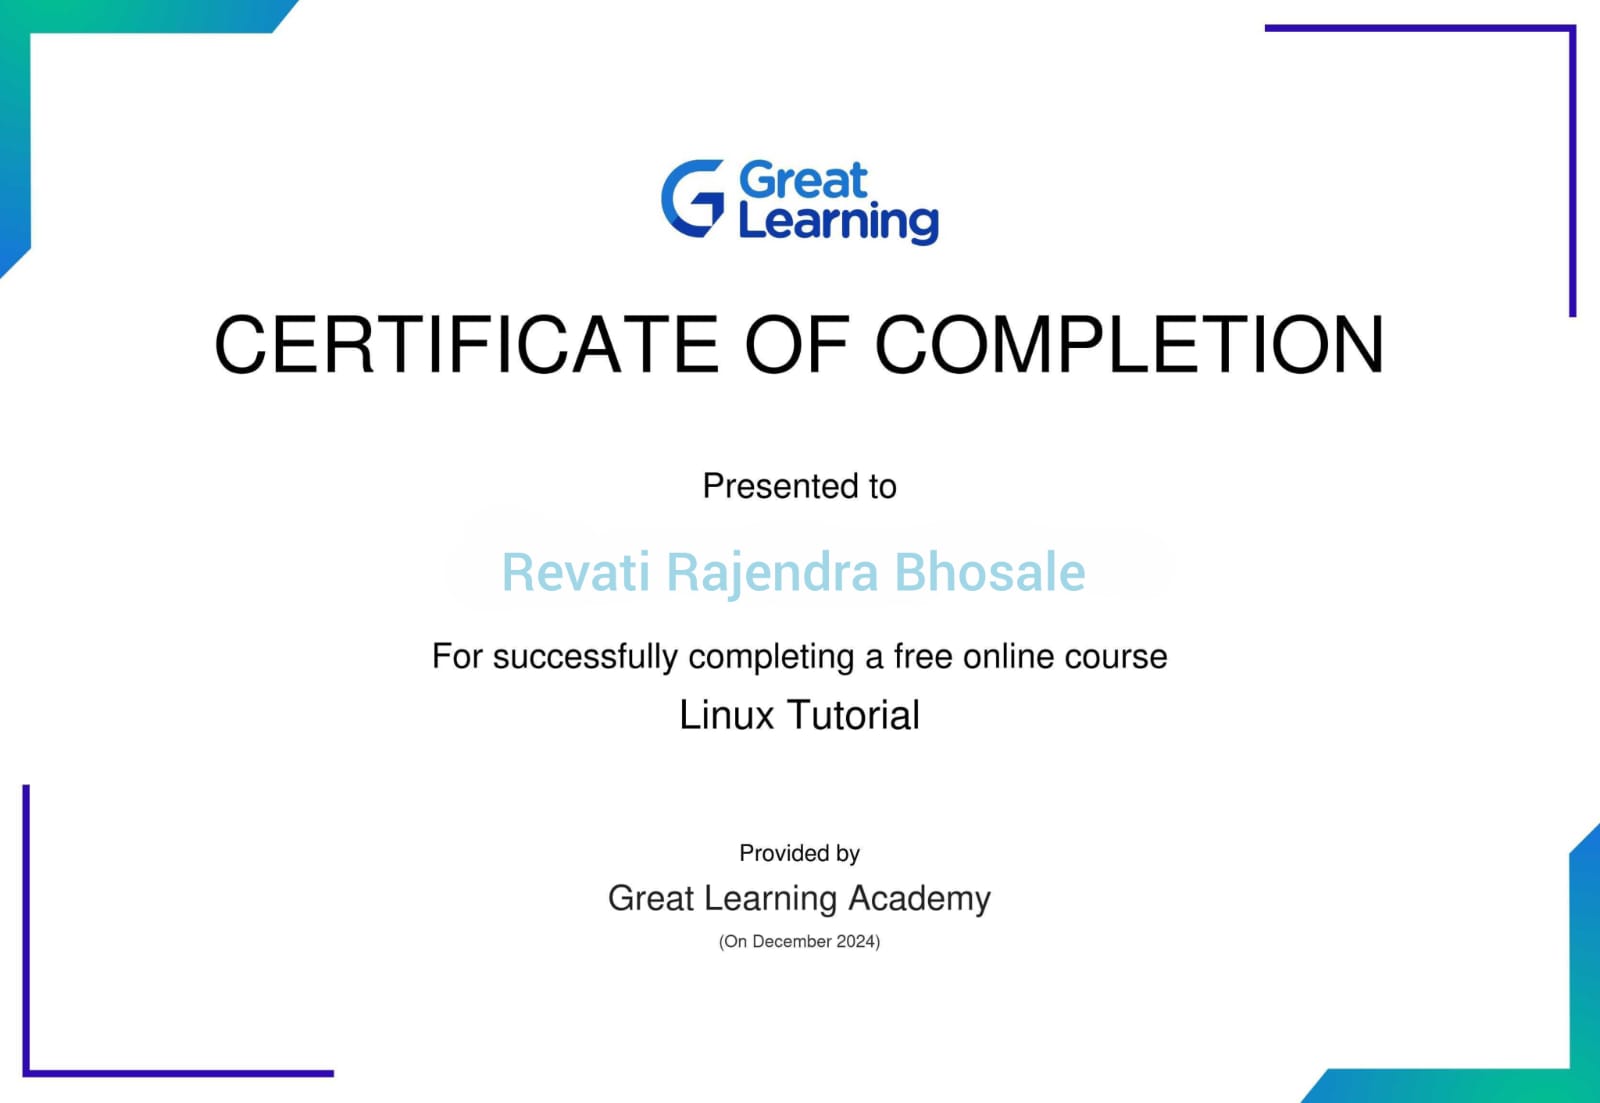 Great
Learning
CERTIFICATE OF COMPLETION
Presented to
Revati Rajendra Bhosale
For successfully completing a free online course
Linux Tutorial
Provided by
Great Learning Academy
(On December 2024)